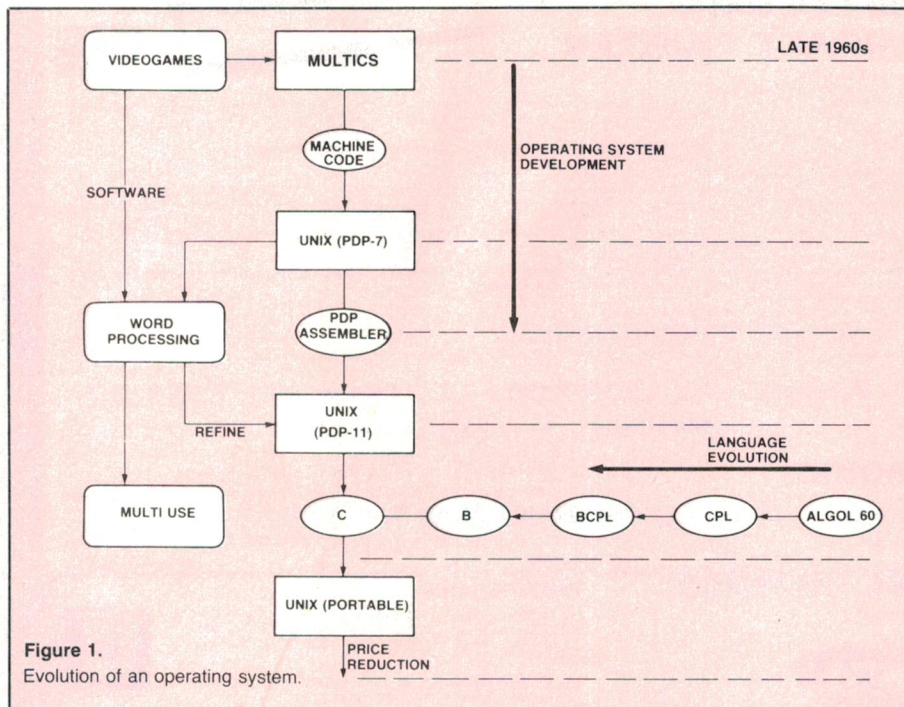 LATE 1960s
VIDEOGAMES
MULTICS
MACHINE
CODE
OPERATING SYSTEM
DEVELOPMENT
SOFTWARE
UNIX (PDP-7)
WORD
PROCESSING
PDP
ASSEMBLER
UNIX
(PDP-11)
REFINE
LANGUAGE
EVOLUTION
MULTI USE
C
B
BCPL
CPL
ALGOL 60
UNIX (PORTABLE)
PRICE
REDUCTION
Figure 1.
Evolution of an operating system.